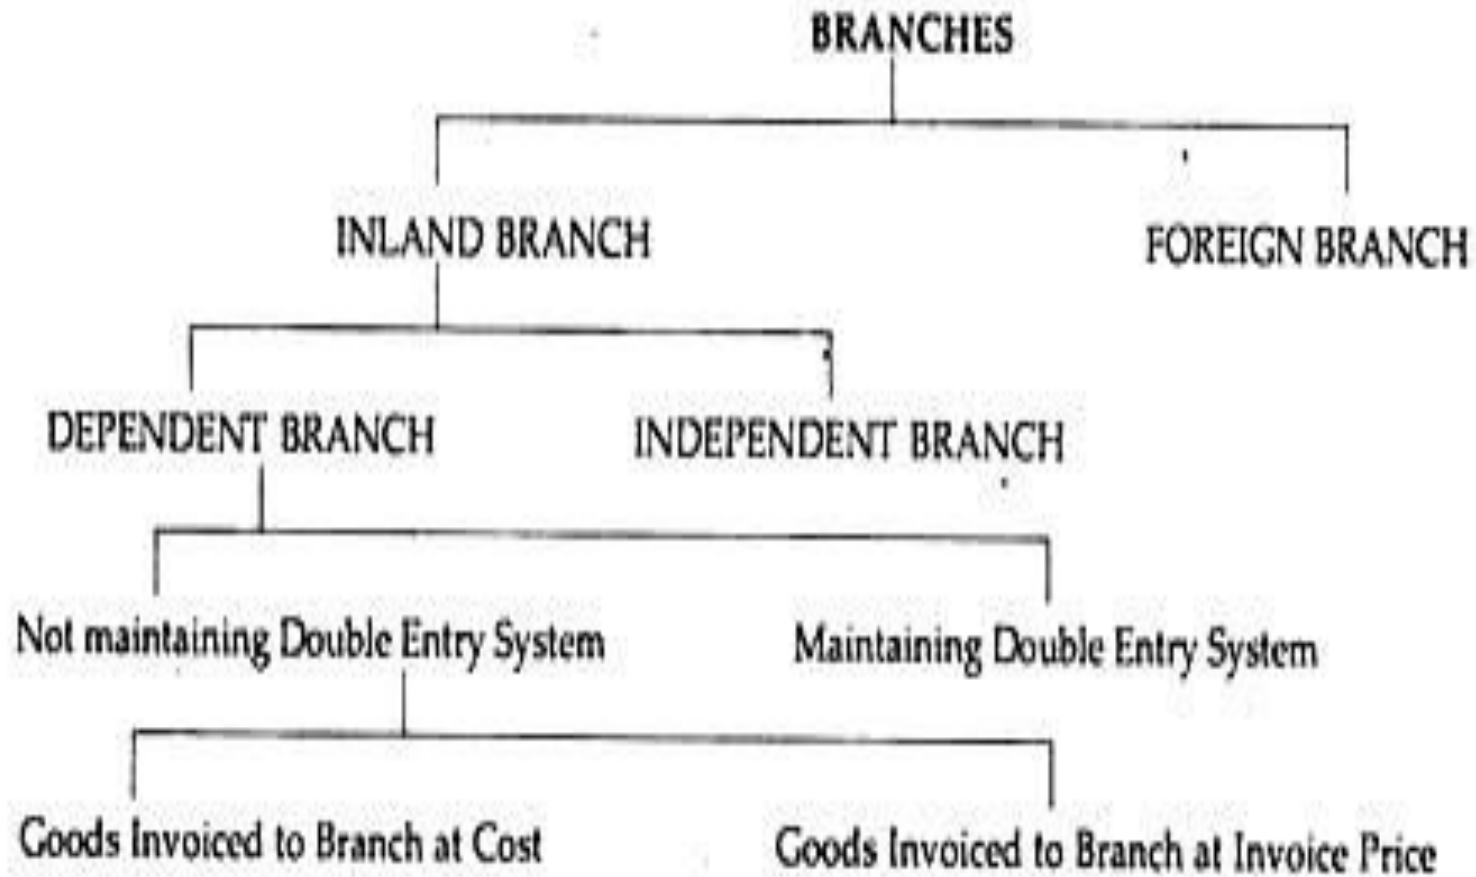 BRANCHES
INLAND BRANCH
FOREIGN BRANCH
DEPENDENT BRANCH
INDEPENDENT BRANCH
Not maintaining Double Entry System
Maintaining Double Entry System
Goods Invoiced to Branch at Cost
Goods Invoiced to Branch at Invoice Price